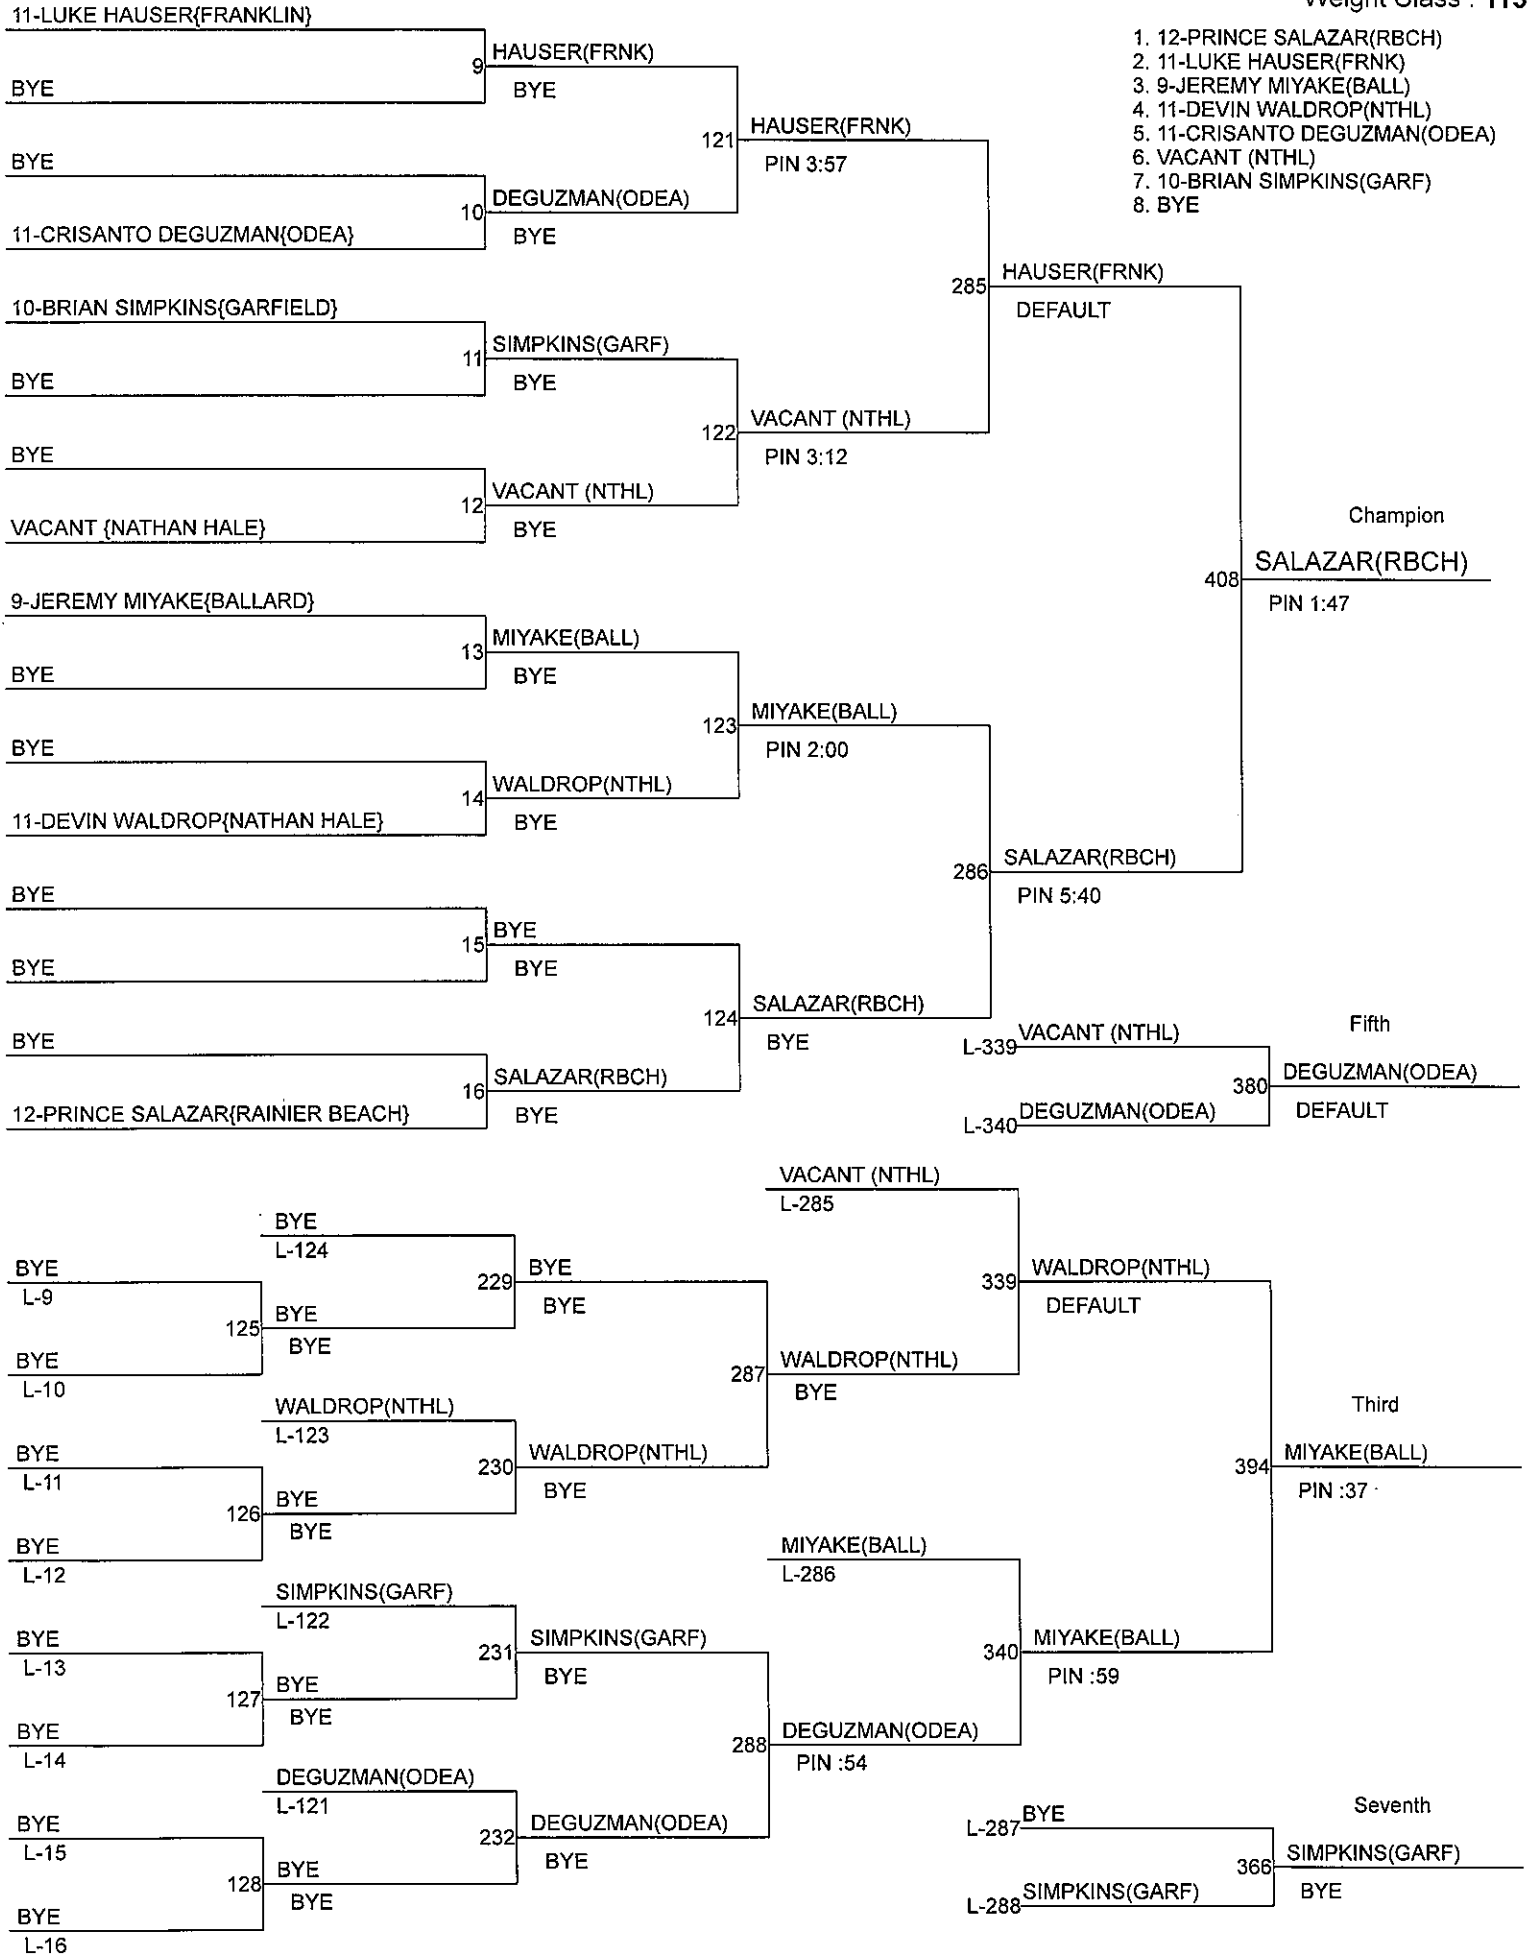 Weight Class :
1. 12-PRINCE SALAZAR(RBCH)
2. 11-LUKE HAUSER(FRNK)
3. 9-JEREMY MIYAKE(BALL)
4. 11-DEVIN WALDROP(NTHL)
5. 11-CRISANTO DEGUZMAN(ODEA)
6. VACANT (NTHL)
7. 10-BRIAN SIMPKINS(GARF)
8. BYE
11-LUKE HAUSER{FRANKLIN}
BYE
BYE
11-CRISANTO DEGUZMAN{ODEA}
10-BRIAN SIMPKINS{GARFIELD}
BYE
BYE
VACANT {NATHAN HALE}
9-JEREMY MIYAKE{BALLARD}
BYE
BYE
11-DEVIN WALDROP{NATHAN HALE}
BYE
BYE
BYE
12-PRINCE SALAZAR{RAINIER BEACH}
9 HAUSER(FRNK)
BYE
10 DEGUZMAN(ODEA)
BYE
11 SIMPKINS(GARF)
BYE
12 VACANT (NTHL)
BYE
13 MIYAKE(BALL)
BYE
14 WALDROP(NTHL)
BYE
15 BYE
BYE
16 SALAZAR(RBCH)
BYE
121 HAUSER(FRNK)
PIN 3:57
122 VACANT (NTHL)
PIN 3:12
123 MIYAKE(BALL)
PIN 2:00
124 SALAZAR(RBCH)
BYE
285 HAUSER(FRNK)
DEFAULT
286 SALAZAR(RBCH)
PIN 5:40
Champion
408 SALAZAR(RBCH)
PIN 1:47
Fifth
L-339 VACANT (NTHL)
L-340 DEGUZMAN(ODEA)
380 DEGUZMAN(ODEA)
DEFAULT
BYE
L-9
BYE
L-10
BYE
L-11
BYE
L-12
BYE
L-13
BYE
L-14
BYE
L-15
BYE
L-16
BYE
L-124
125 BYE
BYE
WALDROP(NTHL)
L-123
126 BYE
BYE
SIMPKINS(GARF)
L-122
127 BYE
BYE
DEGUZMAN(ODEA)
L-121
128 BYE
BYE
229 BYE
BYE
230 WALDROP(NTHL)
BYE
231 SIMPKINS(GARF)
BYE
232 DEGUZMAN(ODEA)
BYE
VACANT (NTHL)
L-285
287 WALDROP(NTHL)
BYE
MIYAKE(BALL)
L-286
288 DEGUZMAN(ODEA)
PIN :54
339 WALDROP(NTHL)
DEFAULT
340 MIYAKE(BALL)
PIN :59
Third
394 MIYAKE(BALL)
PIN :37
Seventh
L-287 BYE
L-288 SIMPKINS(GARF)
366 SIMPKINS(GARF)
BYE